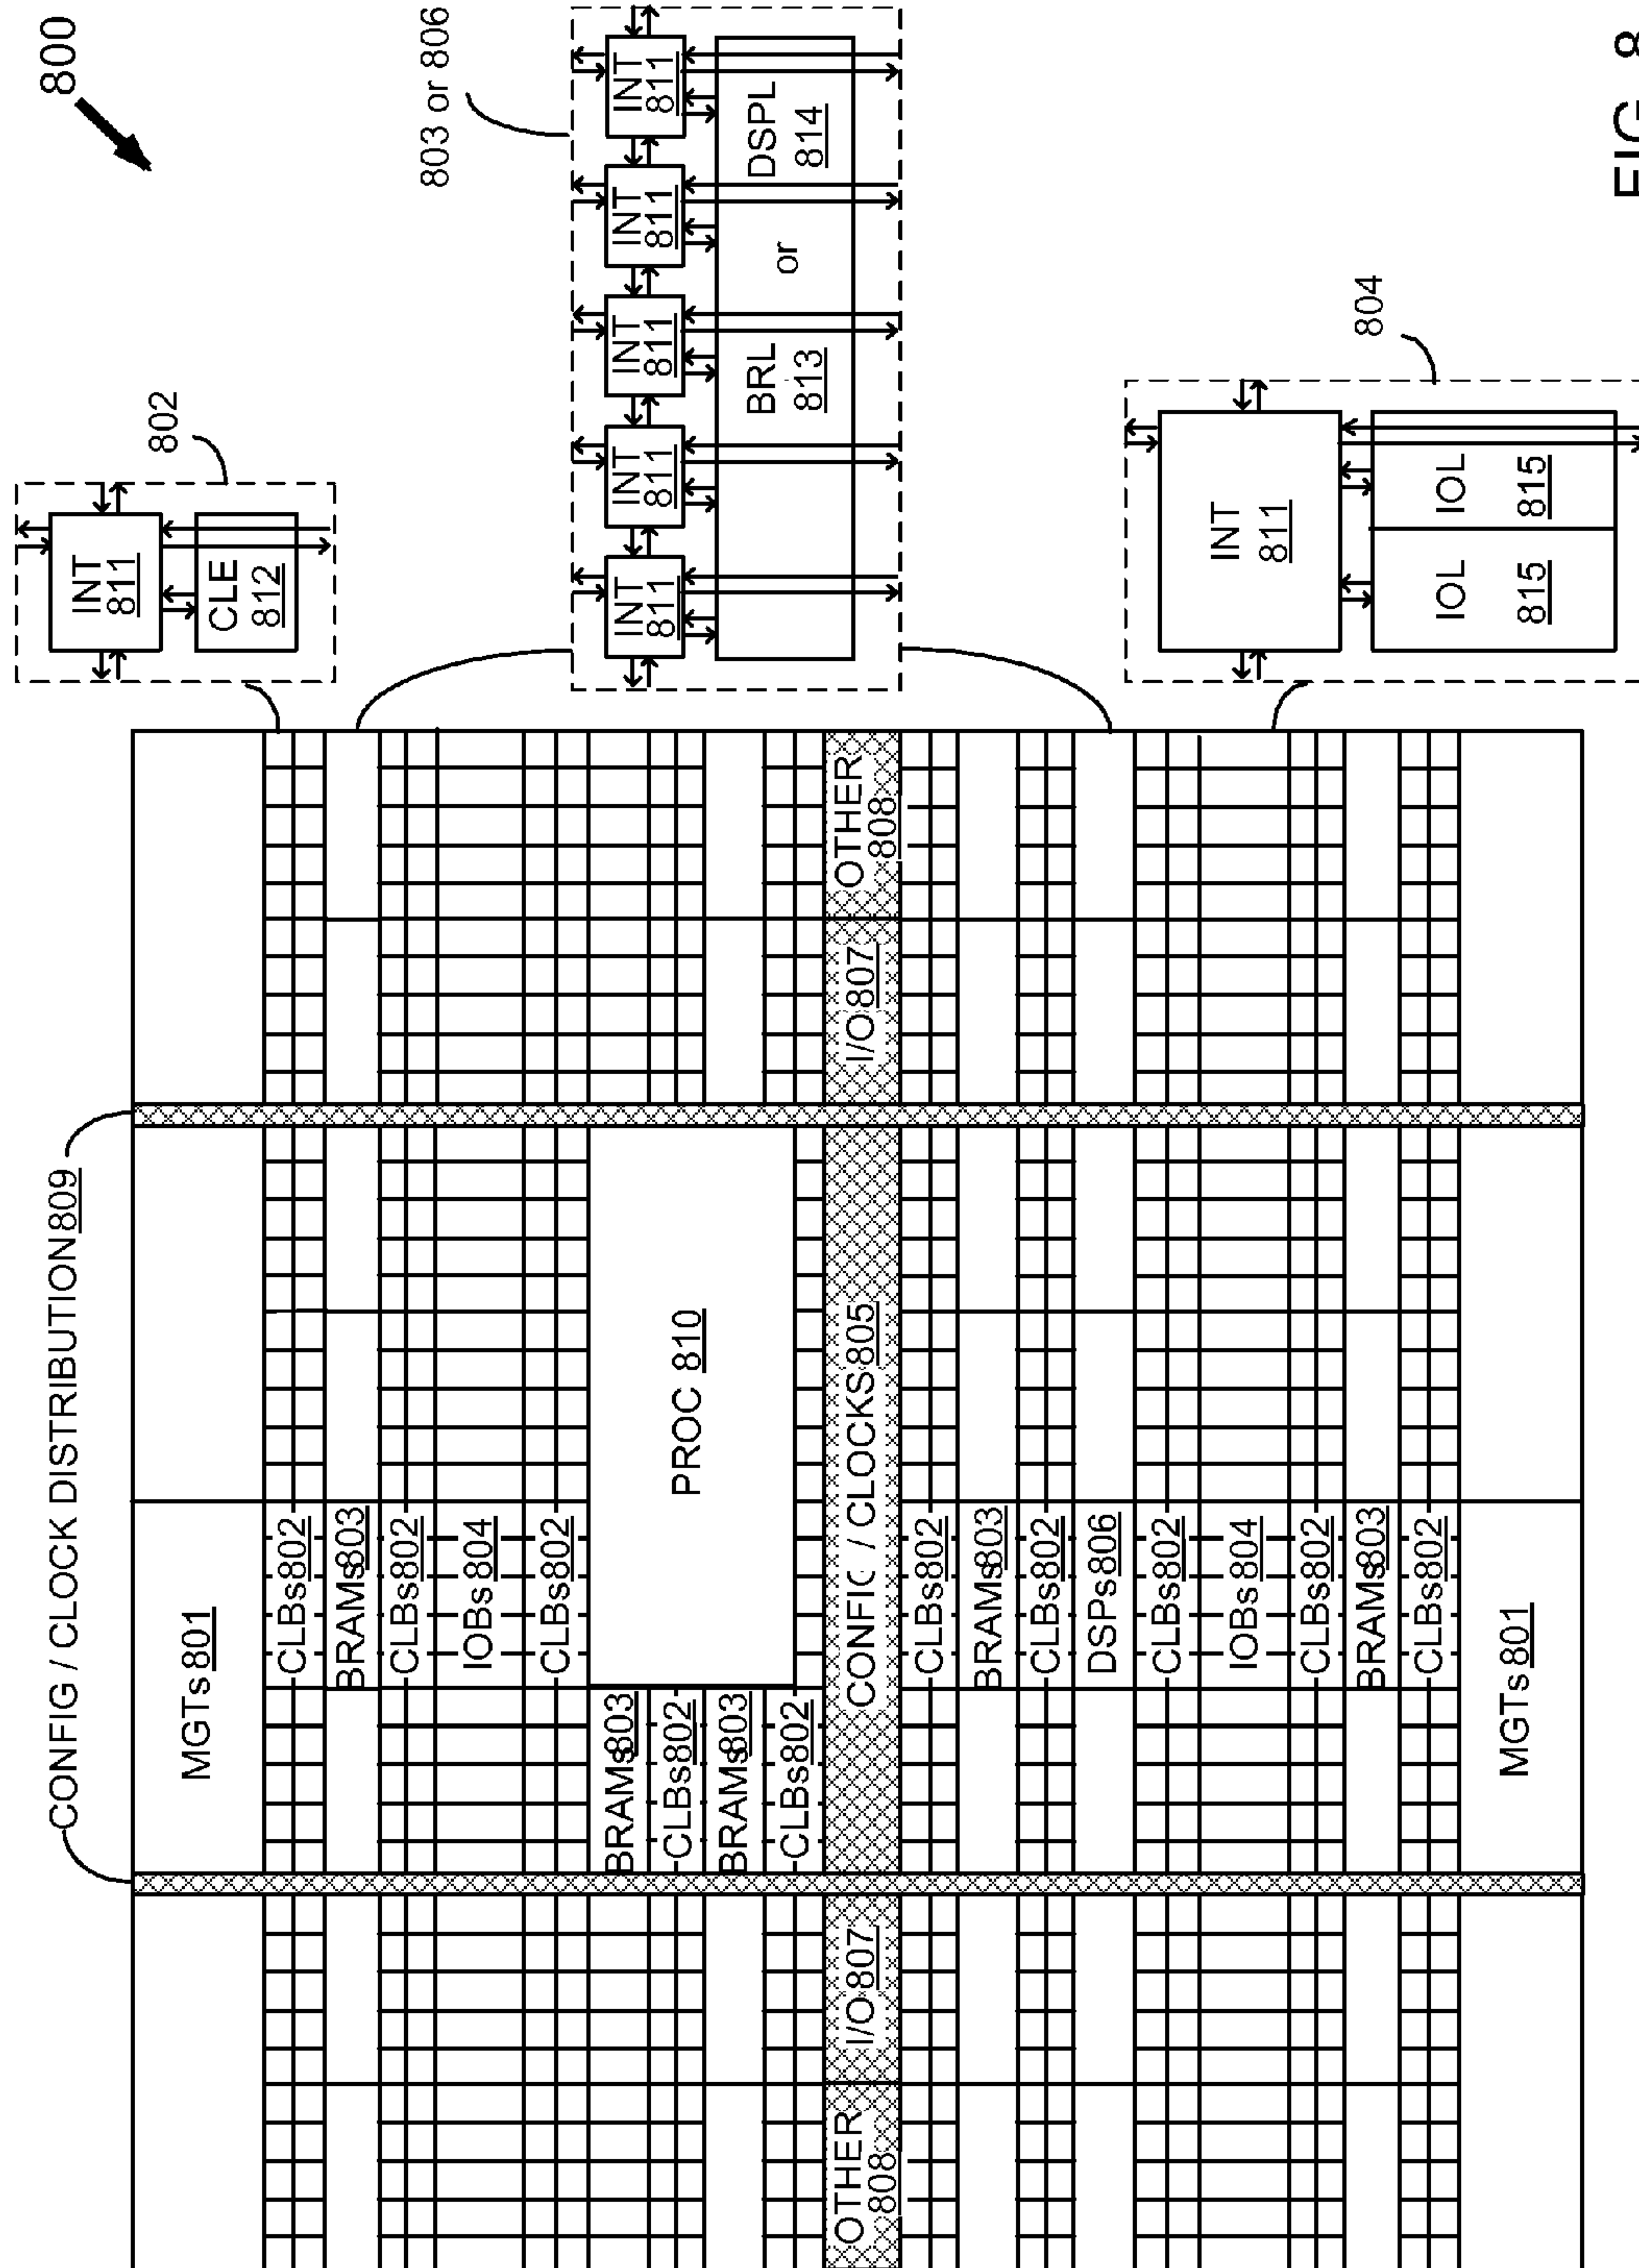 800
CONFIG / CLOCK DISTRIBUTION 809
MGTs 801
CLBs 802
BRAMs 803
CLBs 802
IOBs 804
CLBs 802
BRAMs 803
CLBs 802
BRAMs 803
CLBs 802
PROC 810
OTHER
808
I/O 807
CONFIG / CLOCKS 805
I/O 807
OTHER
808
CLBs 802
BRAMs 803
CLBs 802
DSPs 806
CLBs 802
IOBs 804
CLBs 802
BRAMs 803
CLBs 802
MGTs 801
802
INT
811
CLE
812
803 or 806
INT
811
INT
811
INT
811
INT
811
INT
811
BRL
813
or
DSPL
814
804
INT
811
IOL
815
IOL
815
FIG. 8